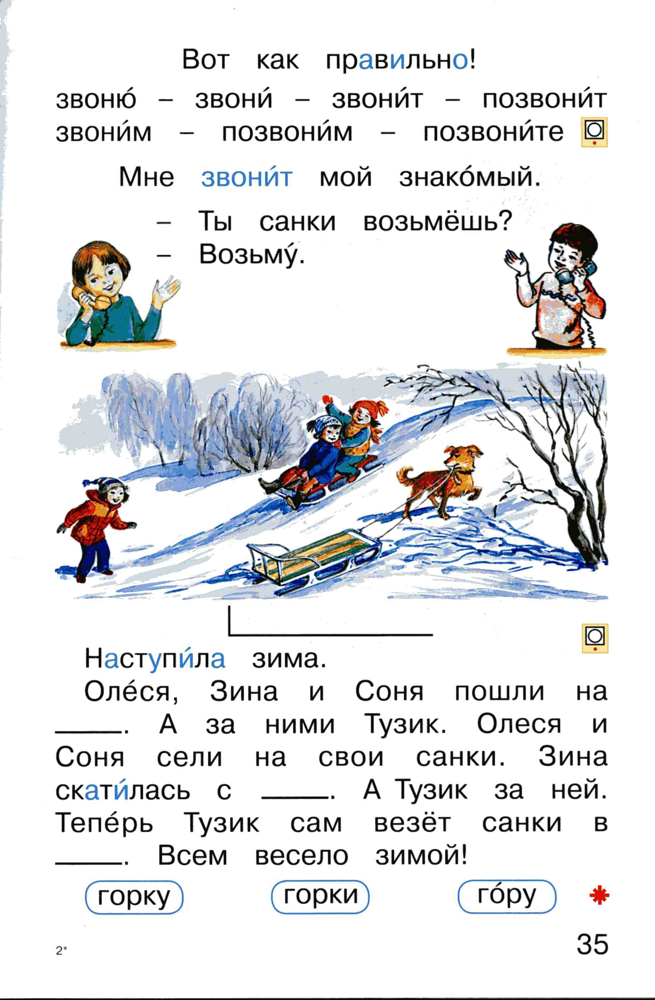 Вот как правильно!
звоню́ – звони́ – звони́т – позвони́т
звони́м – позвони́м – позвони́те
Мне звони́т мой знако́мый.
– Ты санки возьмёшь?
– Возьму́.
Наступи́ла зима.
Оле́ся, Зина и Соня пошли на
_____. А за ними Тузик. Олеся и
Соня сели на свои санки. Зина
скати́лась с _____. А Тузик за ней.
Тепе́рь Тузик сам везёт санки в
_____. Всем весело зимой!
горку горки го́ру *
2* 35